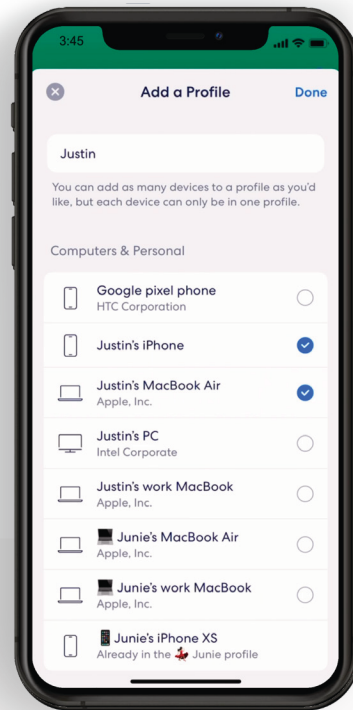 3:45
Add a Profile
Done
Justin
You can add as many devices to a profile as you'd
like, but each device can only be in one profile.
Computers & Personal
Google pixel phone
HTC Corporation
Justin's iPhone
Justin's MacBook Air
Apple, Inc.
Justin's PC
Intel Corporate
Justin's work MacBook
Apple, Inc.
💻 Junie's MacBook Air
Apple, Inc.
💻 Junie's work MacBook
Apple, Inc.
📱 Junie's iPhone XS
Already in the 💃 Junie profile